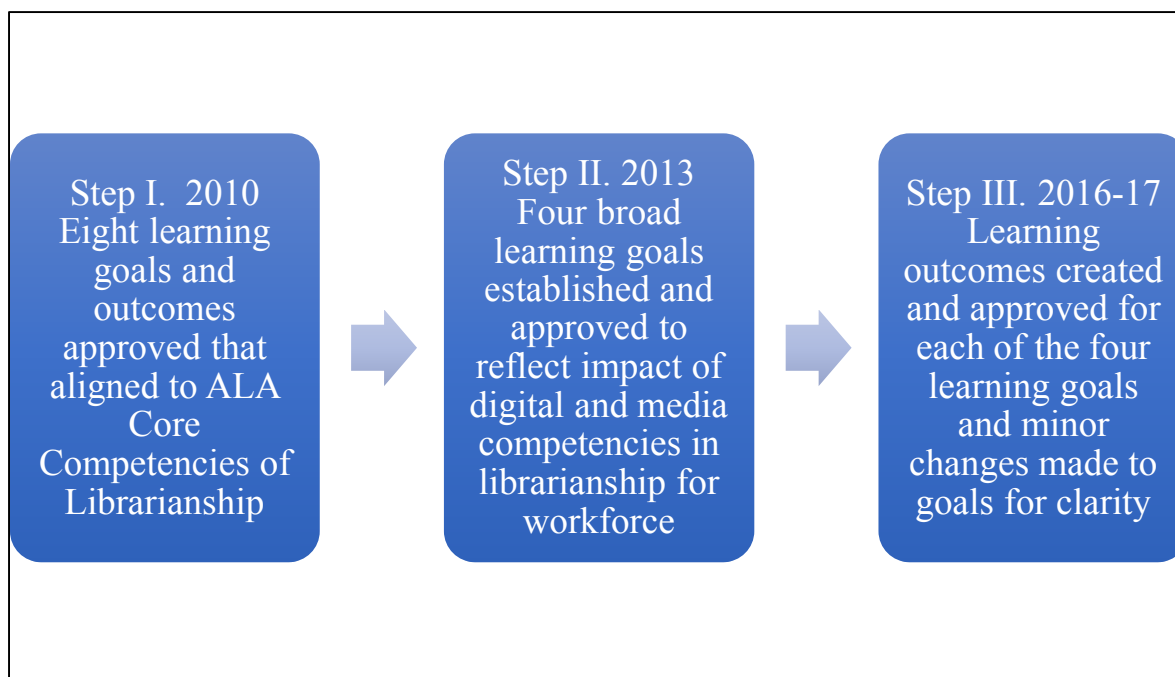 Step I.  2010
Eight learning
goals and
outcomes
approved that
aligned to ALA
Core
Competencies of
Librarianship
Step II. 2013
Four broad
learning goals
established and
approved to
reflect impact of
digital and media
competencies in
librarianship for
workforce
Step III. 2016-17
Learning
outcomes created
and approved for
each of the four
learning goals
and minor
changes made to
goals for clarity